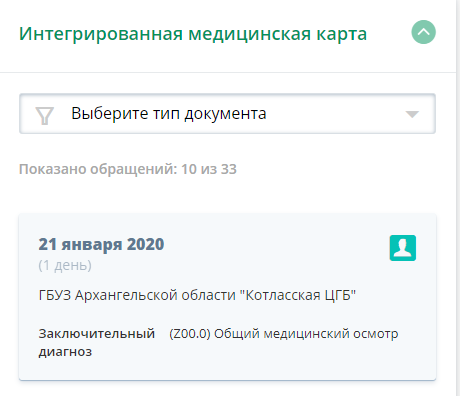 Интегрированная медицинская карта
Выберите тип документа
Показано обращений: 10 из 33
21 января 2020
(1 день)
ГБУЗ Архангельской области "Котласская ЦГБ"
Заключительный (Z00.0) Общий медицинский осмотр
диагноз